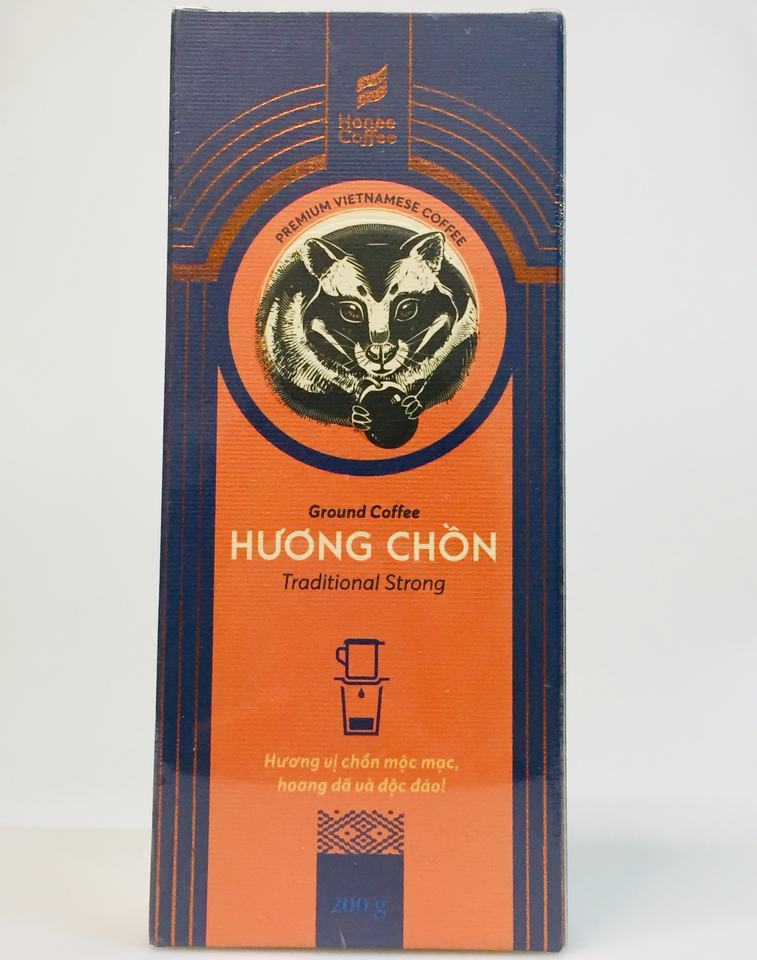 Honee
Coffee
PREMIUM VIETNAMESE COFFEE
Ground Coffee
HƯƠNG CHỒN
Traditional Strong
Hương vị chồn mộc mạc,
hoang dã và độc đáo!
200 g